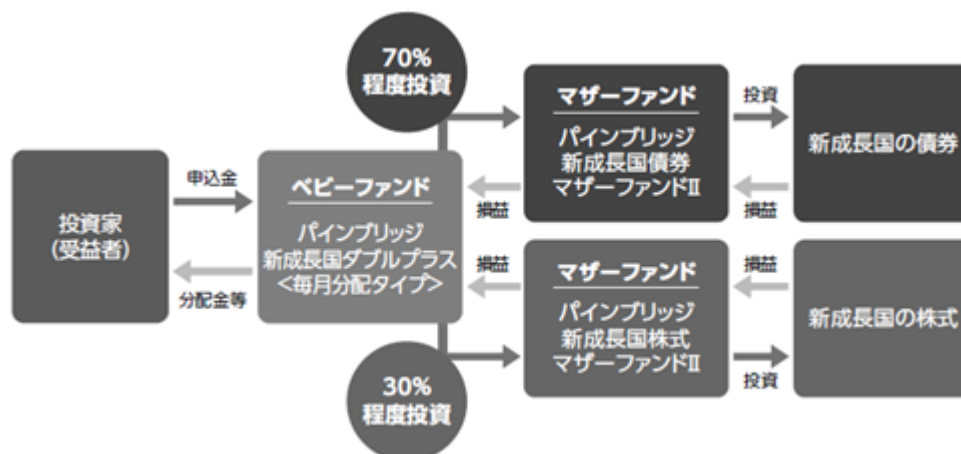 70%
程度投資
マザーファンド
パインブリッジ
新成長国債券
マザーファンドⅡ
投資
損益
新成長国の債券
損益
投資家
(受益者)
申込金
分配金等
ベビーファンド
パインブリッジ
新成長国ダブルプラス
<毎月分配タイプ>
損益
マザーファンド
パインブリッジ
新成長国株式
マザーファンドⅡ
損益
投資
新成長国の株式
30%
程度投資